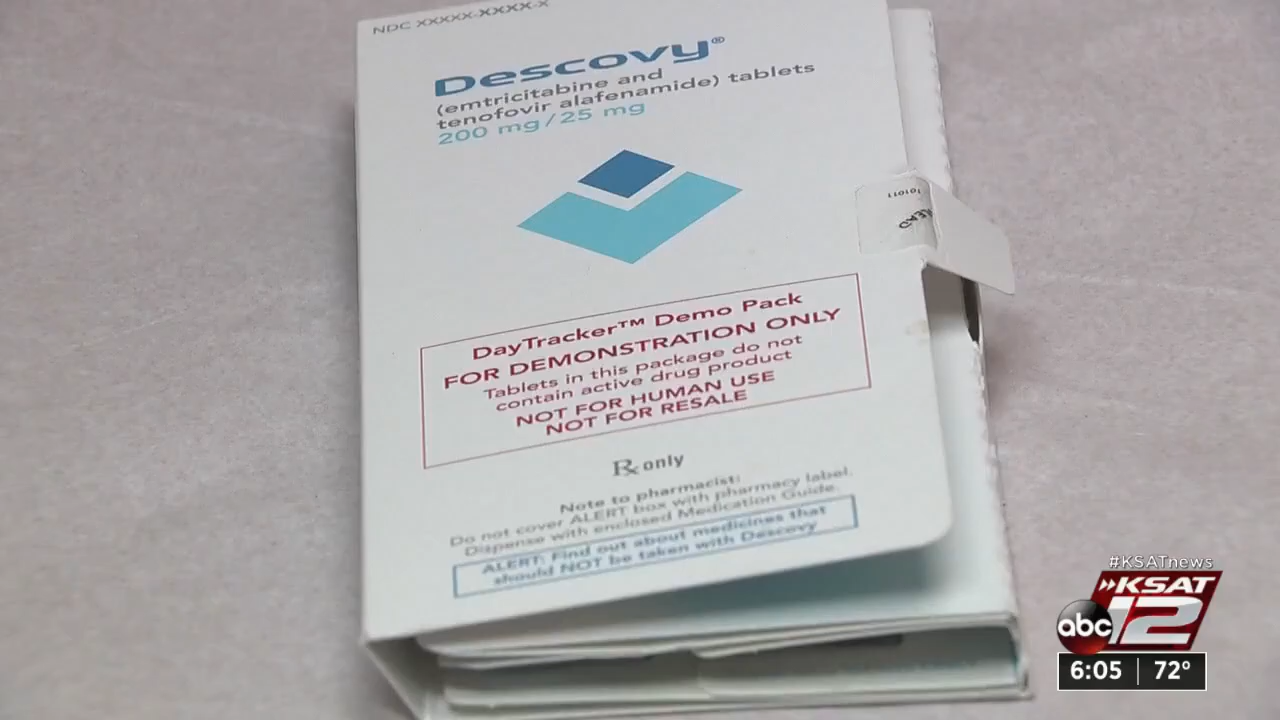 NDC XXXXX-XXXX-X
Descovy®
(emtricitabine and
tenofovir alafenamide) tablets
200 mg/25 mg
101011
DayTracker™ Demo Pack
FOR DEMONSTRATION ONLY
Tablets in this package do not
contain active drug product
NOT FOR HUMAN USE
NOT FOR RESALE
Rx only
Note to pharmacist:
Do not cover ALERT box with pharmacy label.
Dispense with enclosed Medication Guide.
ALERT: Find out about medicines that
should NOT be taken with Descovy
#KSATnews
KSAT
abc 12
6:05 72°